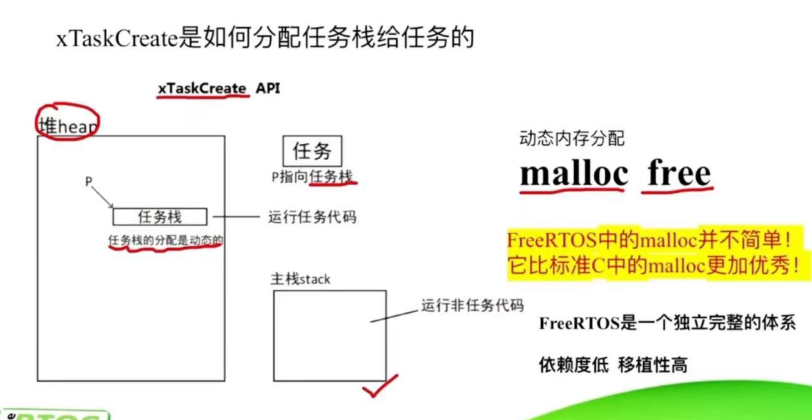 xTaskCreate是如何分配任务栈给任务的
xTaskCreate API
堆heap
P
任务栈
任务栈的分配是动态的
任务
P指向任务栈
运行任务代码
主栈stack
运行非任务代码
动态内存分配
malloc free
FreeRTOS中的malloc并不简单！
它比标准C中的malloc更加优秀！
FreeRTOS是一个独立完整的体系
依赖度低 移植性高